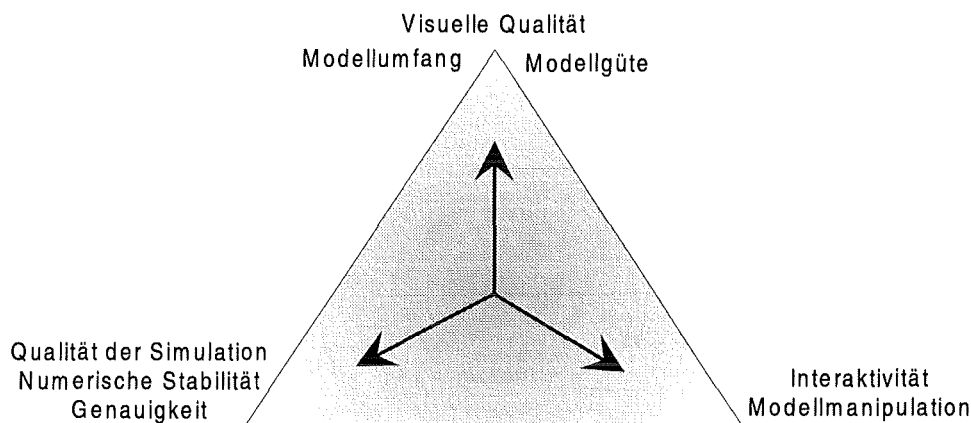 Visuelle Qualität
Modellumfang Modellgüte
Qualität der Simulation
Numerische Stabilität
Genauigkeit
Interaktivität
Modellmanipulation